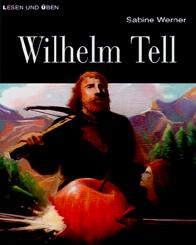 LESEN UND ÜBEN
Sabine Werner
Wilhelm Tell